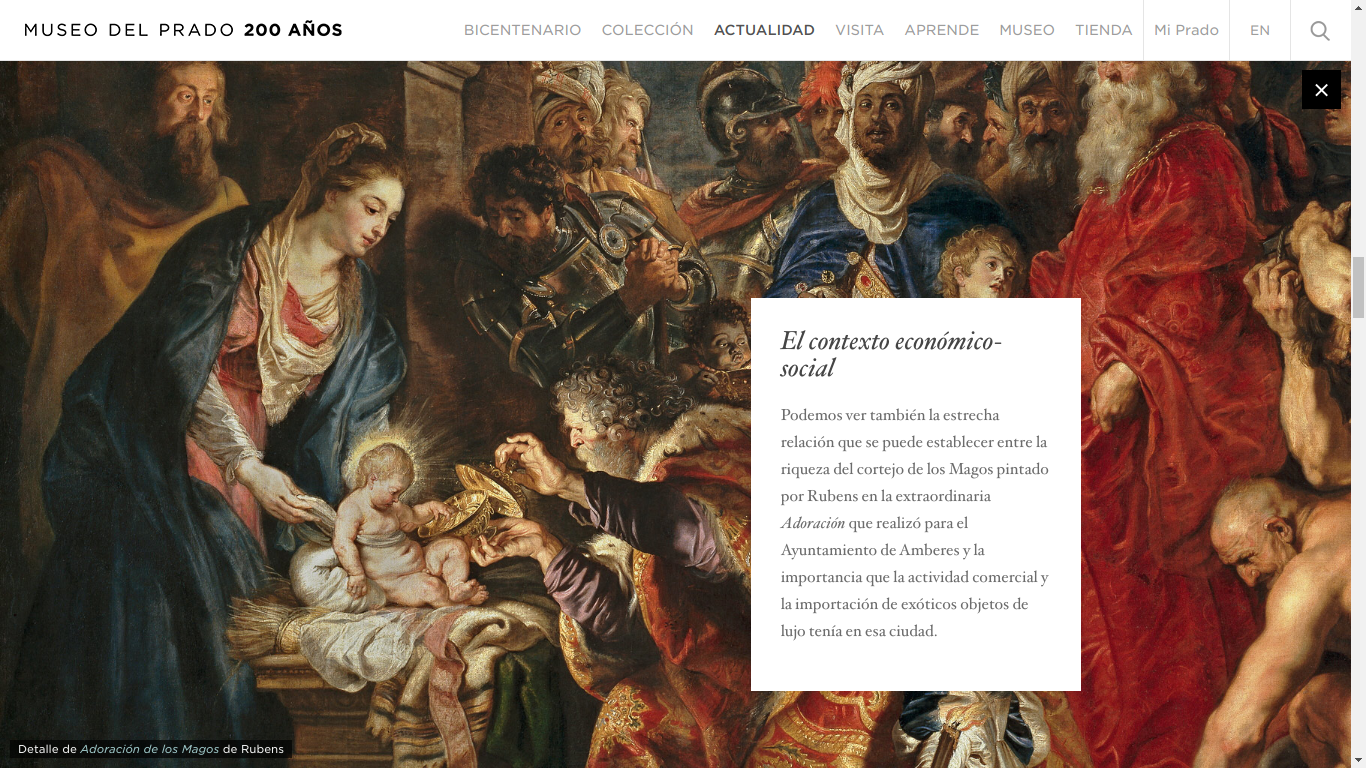 MUSEO DEL PRADO 200 AÑOS
BICENTENARIO COLECCIÓN ACTUALIDAD VISITA APRENDE MUSEO TIENDA Mi Prado EN
El contexto económico-
social
Podemos ver también la estrecha
relación que se puede establecer entre la
riqueza del cortejo de los Magos pintado
por Rubens en la extraordinaria
Adoración que realizó para el
Ayuntamiento de Amberes y la
importancia que la actividad comercial y
la importación de exóticos objetos de
lujo tenía en esa ciudad.
Detalle de Adoración de los Magos de Rubens